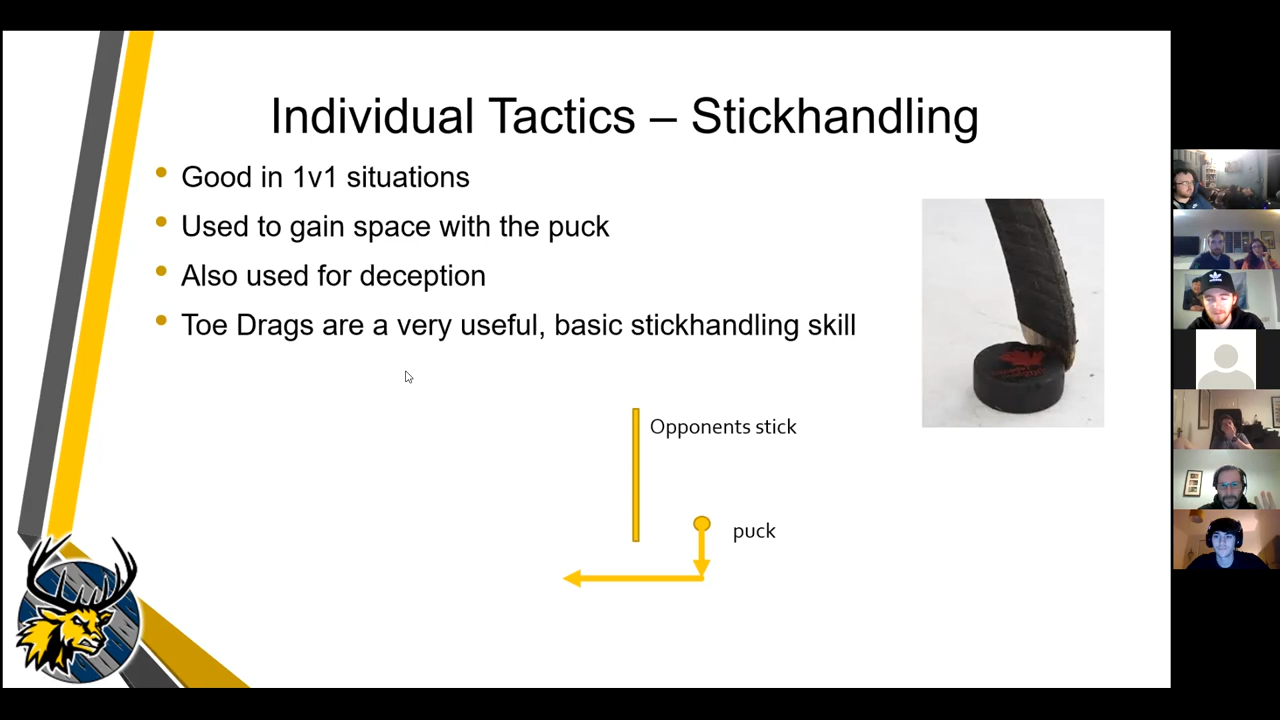 Individual Tactics – Stickhandling
Good in 1v1 situations
Used to gain space with the puck
Also used for deception
Toe Drags are a very useful, basic stickhandling skill
Opponents stick
puck